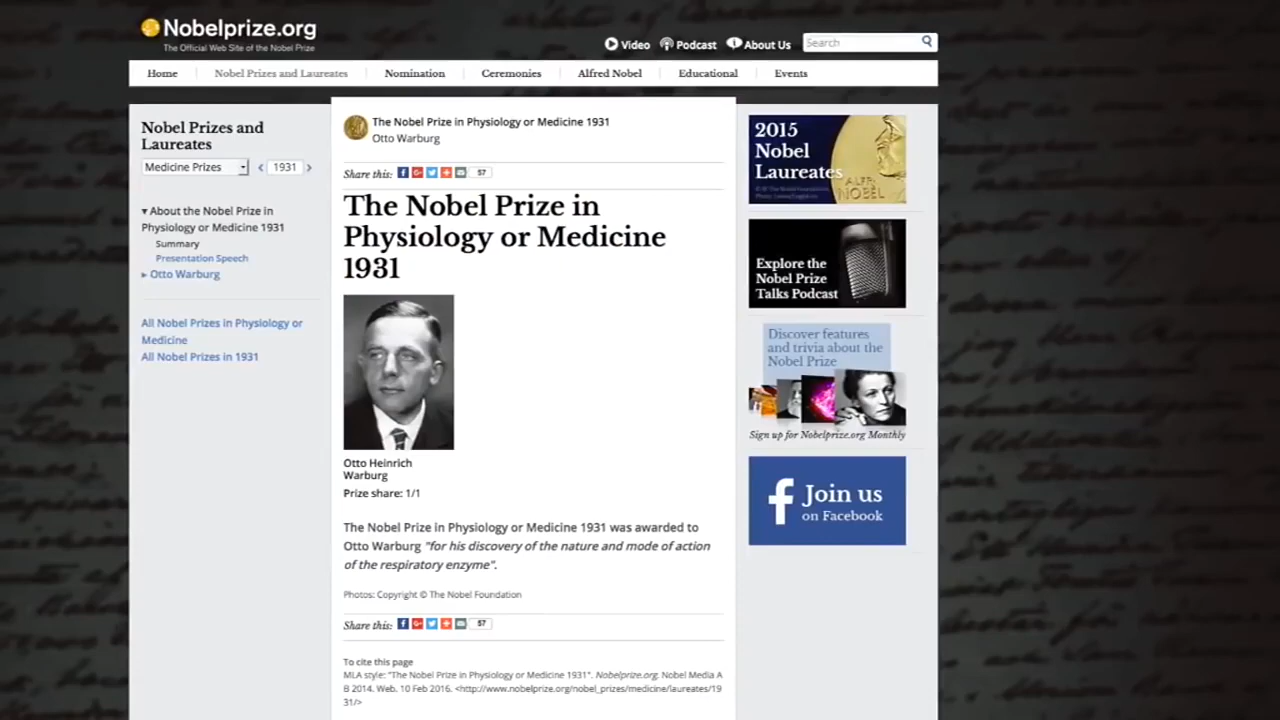 Nobelprize.org
The Official Web Site of the Nobel Prize
Video
Podcast
About Us
Search
Home
Nobel Prizes and Laureates
Nomination
Ceremonies
Alfred Nobel
Educational
Events
Nobel Prizes and
Laureates
Medicine Prizes
1931
About the Nobel Prize in
Physiology or Medicine 1931
Summary
Presentation Speech
Otto Warburg
All Nobel Prizes in Physiology or
Medicine
All Nobel Prizes in 1931
The Nobel Prize in Physiology or Medicine 1931
Otto Warburg
Share this:
57
The Nobel Prize in
Physiology or Medicine
1931
Otto Heinrich
Warburg
Prize share: 1/1
The Nobel Prize in Physiology or Medicine 1931 was awarded to
Otto Warburg "for his discovery of the nature and mode of action
of the respiratory enzyme".
Photos: Copyright © The Nobel Foundation
Share this:
57
To cite this page
MLA style: "The Nobel Prize in Physiology or Medicine 1931". Nobelprize.org. Nobel Media A
B 2014. Web. 10 Feb 2016. <http://www.nobelprize.org/nobel_prizes/medicine/laureates/19
31/>
2015
Nobel
Laureates
ALFR.
NOBEL
Explore the
Nobel Prize
Talks Podcast
Discover features
and trivia about the
Nobel Prize
Sign up for Nobelprize.org Monthly
f Join us
on Facebook